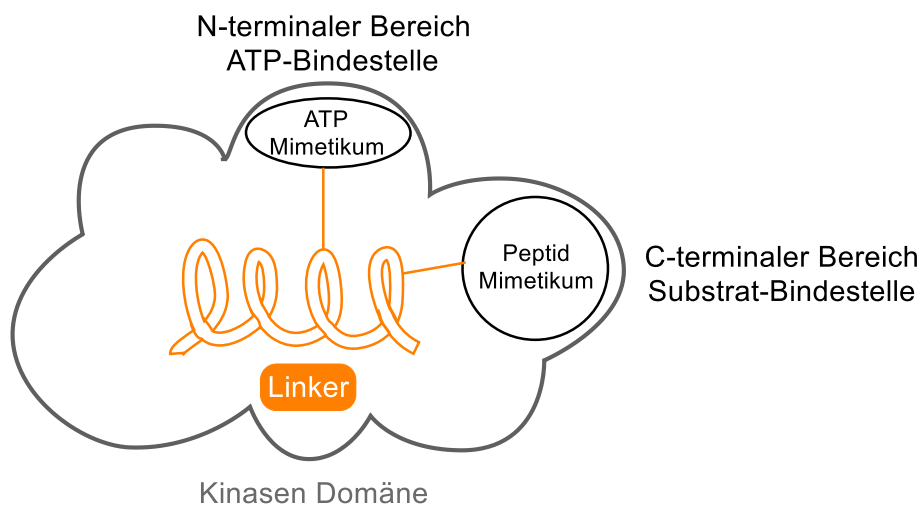 N-terminaler Bereich
ATP-Bindestelle
ATP
Mimetikum
Peptid
Mimetikum
C-terminaler Bereich
Substrat-Bindestelle
Linker
Kinasen Domäne